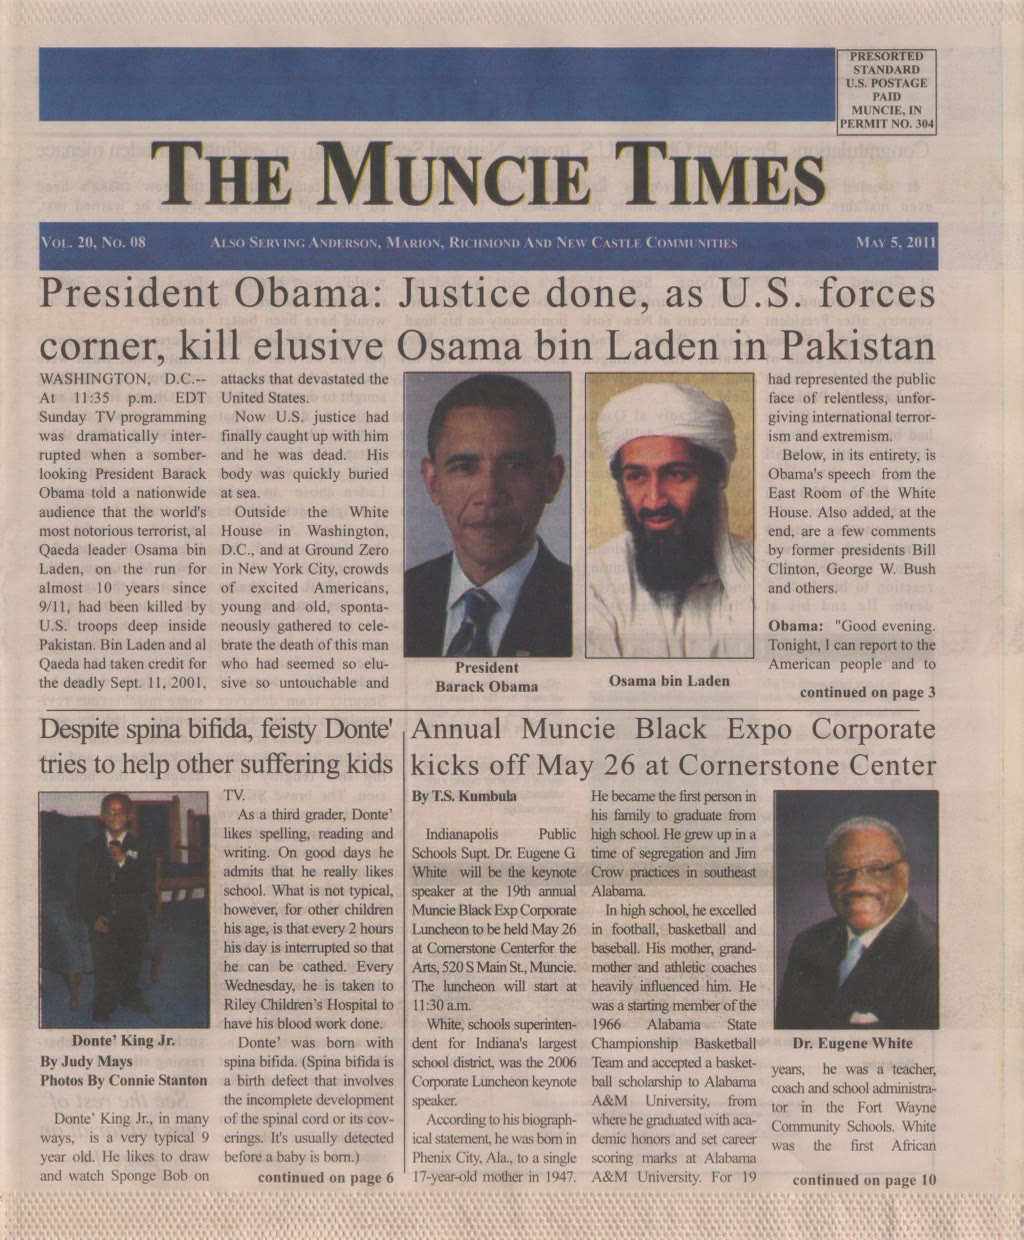 PRESORTED
STANDARD
U.S. POSTAGE
PAID
MUNCIE, IN
PERMIT NO. 304
THE MUNCIE TIMES
VOL. 20, NO. 08
ALSO SERVING ANDERSON, MARION, RICHMOND AND NEW CASTLE COMMUNITIES
MAY 5, 2011
President Obama: Justice done, as U.S. forces
corner, kill elusive Osama bin Laden in Pakistan
WASHINGTON, D.C.--
At 11:35 p.m. EDT
Sunday TV programming
was dramatically inter-
rupted when a somber-
looking President Barack
Obama told a nationwide
audience that the world's
most notorious terrorist, al
Qaeda leader Osama bin
Laden, on the run for
almost 10 years since
9/11, had been killed by
U.S. troops deep inside
Pakistan. Bin Laden and al
Qaeda had taken credit for
the deadly Sept. 11, 2001,
attacks that devastated the
United States.
Now U.S. justice had
finally caught up with him
and he was dead. His
body was quickly buried
at sea.
Outside the White
House in Washington,
D.C., and at Ground Zero
in New York City, crowds
of excited Americans,
young and old, sponta-
neously gathered to cele-
brate the death of this man
who had seemed so elu-
sive so untouchable and
President
Barack Obama
Osama bin Laden
had represented the public
face of relentless, unfor-
giving international terror-
ism and extremism.
Below, in its entirety, is
Obama's speech from the
East Room of the White
House. Also added, at the
end, are a few comments
by former presidents Bill
Clinton, George W. Bush
and others.
Obama: "Good evening.
Tonight, I can report to the
American people and to
continued on page 3
Despite spina bifida, feisty Donte'
tries to help other suffering kids
Donte' King Jr.
By Judy Mays
Photos By Connie Stanton
Donte' King Jr., in many
ways, is a very typical 9
year old. He likes to draw
and watch Sponge Bob on
TV.
As a third grader, Donte'
likes spelling, reading and
writing. On good days he
admits that he really likes
school. What is not typical,
however, for other children
his age, is that every 2 hours
his day is interrupted so that
he can be cathed. Every
Wednesday, he is taken to
Riley Children's Hospital to
have his blood work done.
Donte' was born with
spina bifida. (Spina bifida is
a birth defect that involves
the incomplete development
of the spinal cord or its cov-
erings. It's usually detected
before a baby is born.)
continued on page 6
Annual Muncie Black Expo Corporate
kicks off May 26 at Cornerstone Center
By T.S. Kumbula
Indianapolis Public
Schools Supt. Dr. Eugene G.
White will be the keynote
speaker at the 19th annual
Muncie Black Exp Corporate
Luncheon to be held May 26
at Cornerstone Centerfor the
Arts, 520 S Main St., Muncie.
The luncheon will start at
11:30 a.m.
White, schools superinten-
dent for Indiana's largest
school district, was the 2006
Corporate Luncheon keynote
speaker.
According to his biograph-
ical statement, he was born in
Phenix City, Ala., to a single
17-year-old mother in 1947.
He became the first person in
his family to graduate from
high school. He grew up in a
time of segregation and Jim
Crow practices in southeast
Alabama.
In high school, he excelled
in football, basketball and
baseball. His mother, grand-
mother and athletic coaches
heavily influenced him. He
was a starting member of the
1966 Alabama State
Championship Basketball
Team and accepted a basket-
ball scholarship to Alabama
A&M University, from
where he graduated with aca-
demic honors and set career
scoring marks at Alabama
A&M University. For 19
Dr. Eugene White
years, he was a teacher,
coach and school administra-
tor in the Fort Wayne
Community Schools. White
was the first African
continued on page 10